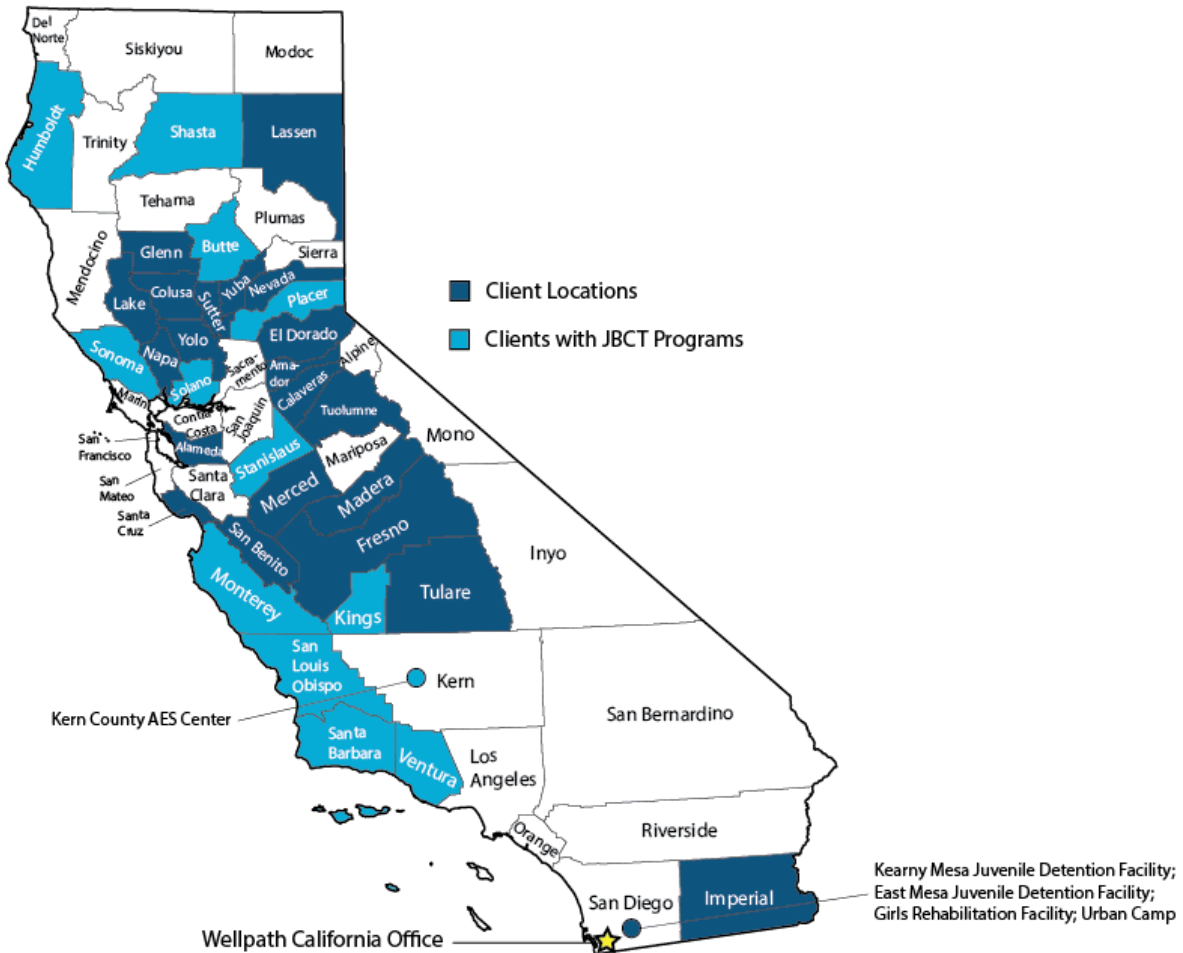 Del
Norte
Siskiyou
Modoc
Humboldt
Trinity
Shasta
Lassen
Tehama
Plumas
Mendocino
Glenn
Butte
Sierra
Lake
Colusa
Sutter
Yuba
Nevada
Placer
Client Locations
Clients with JBCT Programs
Sonoma
Napa
Yolo
El Dorado
Solano
Sacra-
mento
Ama-
dor
Alpine
Calaveras
Marin
Contra
Costa
San
Joaquin
Tuolumne
Mono
San
Francisco
Alameda
Stanislaus
Mariposa
San
Mateo
Santa
Clara
Merced
Madera
Santa
Cruz
San Benito
Fresno
Inyo
Monterey
Kings
Tulare
San
Louis
Obispo
Kern
Kern County AES Center
San Bernardino
Santa
Barbara
Ventura
Los
Angeles
Orange
Riverside
San Diego
Imperial
Kearny Mesa Juvenile Detention Facility;
East Mesa Juvenile Detention Facility;
Girls Rehabilitation Facility; Urban Camp
Wellpath California Office